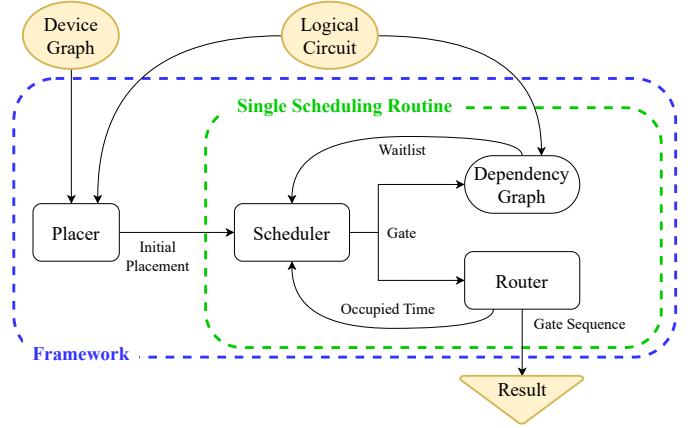 Device
Graph
Logical
Circuit
Single Scheduling Routine
Waitlist
Dependency
Graph
Placer
Initial
Placement
Scheduler
Gate
Router
Occupied Time
Gate Sequence
Framework
Result